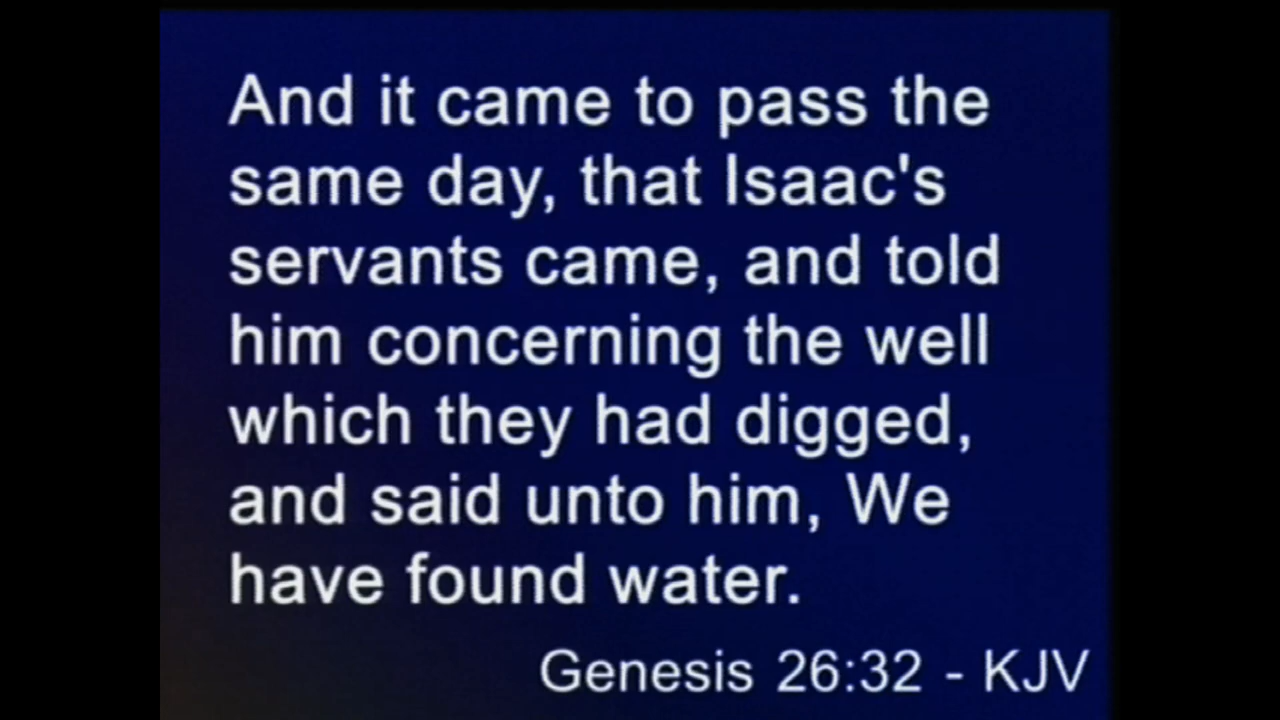 And it came to pass the
same day, that Isaac's
servants came, and told
him concerning the well
which they had digged,
and said unto him, We
have found water.
Genesis 26:32 - KJV